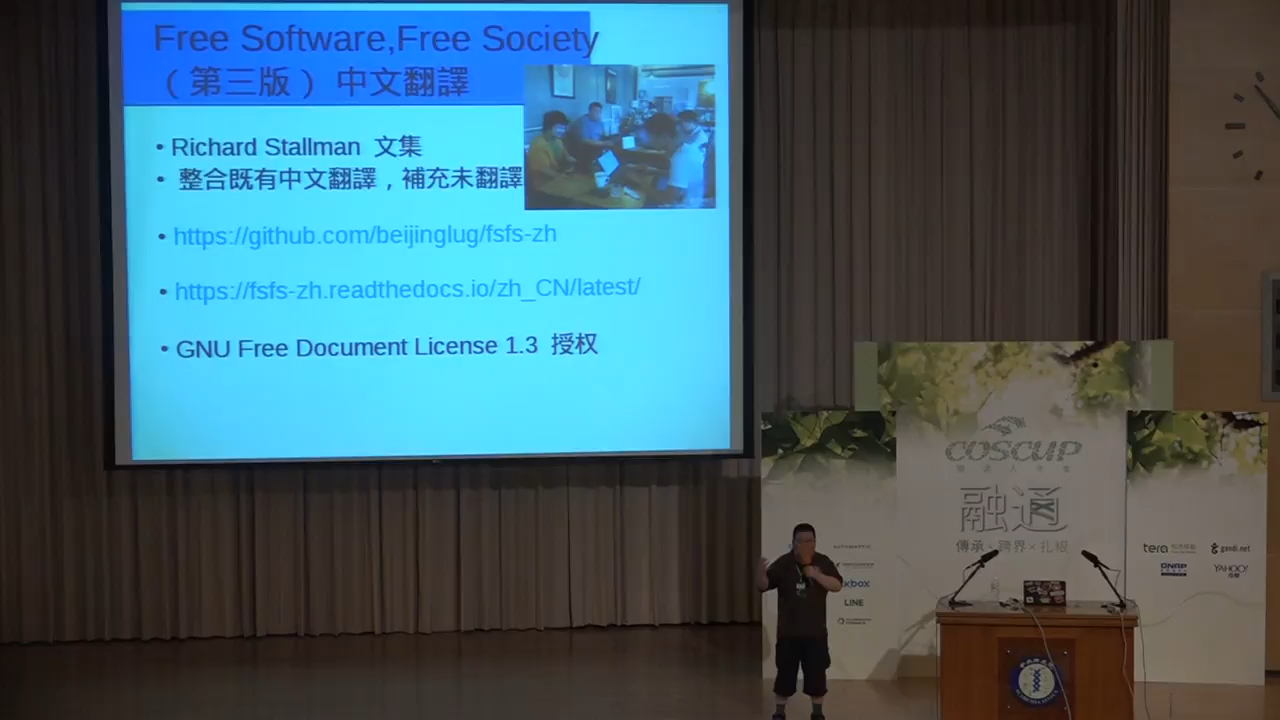 Free Software,Free Society
（第三版） 中文翻譯
• Richard Stallman 文集
• 整合既有中文翻譯，補充未翻譯
• https://github.com/beijinglug/fsfs-zh
• https://fsfs-zh.readthedocs.io/zh_CN/latest/
• GNU Free Document License 1.3 授权
COSCUP
融通
傳承×跨界×扎根
tera
gandi.net
QNAP
YAHOO!
LINE